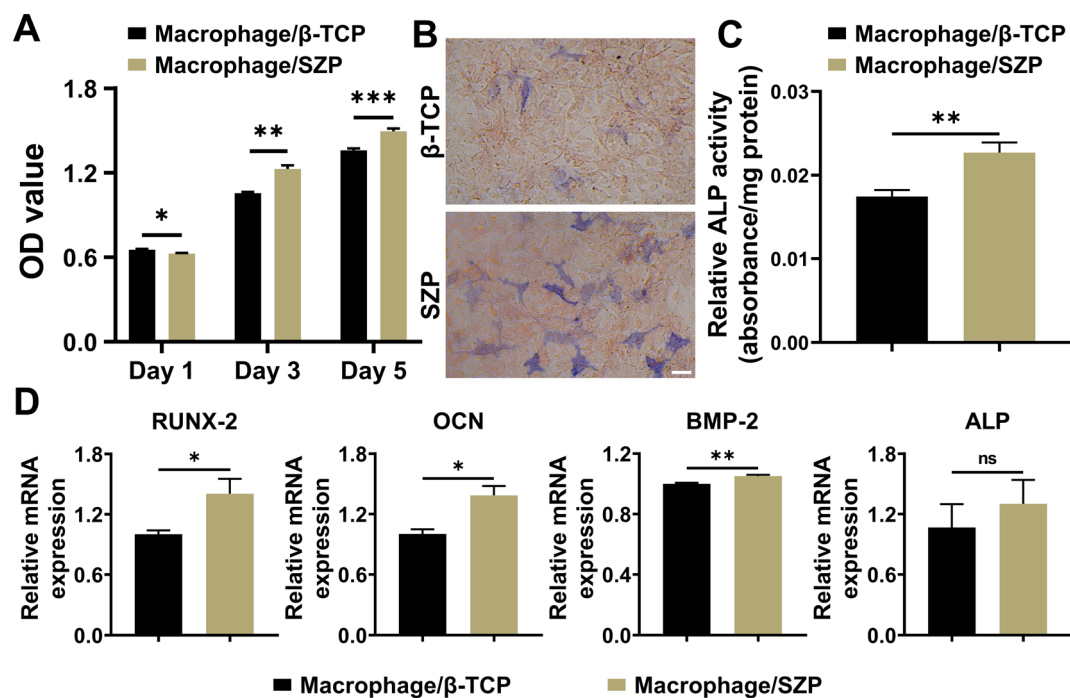 A
Macrophage/β-TCP
Macrophage/SZP
OD value
1.8
1.2
0.6
0.0
*
**
***
Day 1
Day 3
Day 5
B
β-TCP
SZP
C
Macrophage/β-TCP
Macrophage/SZP
Relative ALP activity
(absorbance/mg protein)
0.03
0.02
0.01
0.00
**
D
RUNX-2
Relative mRNA
expression
1.8
1.2
0.6
0.0
*
OCN
Relative mRNA
expression
1.8
1.2
0.6
0.0
*
BMP-2
Relative mRNA
expression
1.2
0.8
0.4
0.0
**
ALP
Relative mRNA
expression
1.8
1.2
0.6
0.0
ns
Macrophage/β-TCP
Macrophage/SZP